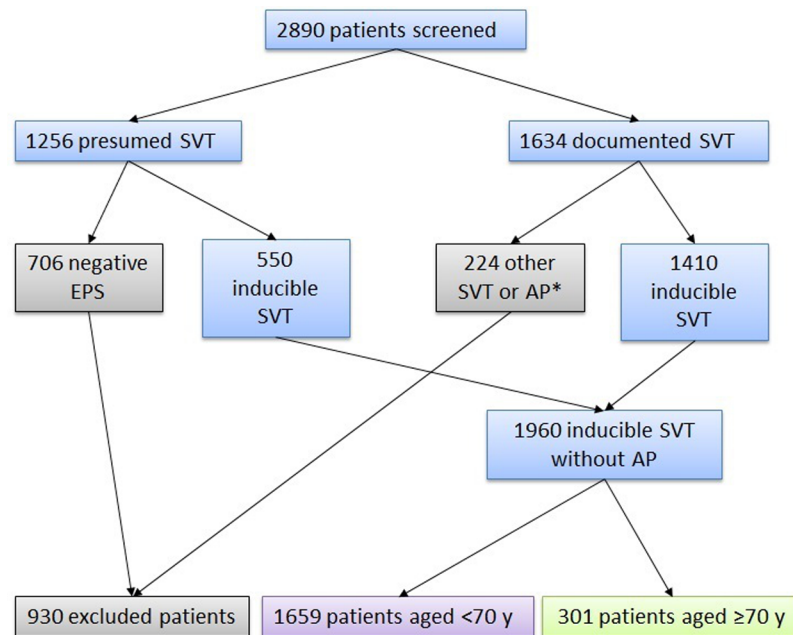 2890 patients screened
1256 presumed SVT
1634 documented SVT
706 negative
EPS
550
inducible
SVT
224 other
SVT or AP*
1410
inducible
SVT
1960 inducible SVT
without AP
930 excluded patients
1659 patients aged <70 y
301 patients aged ≥70 y